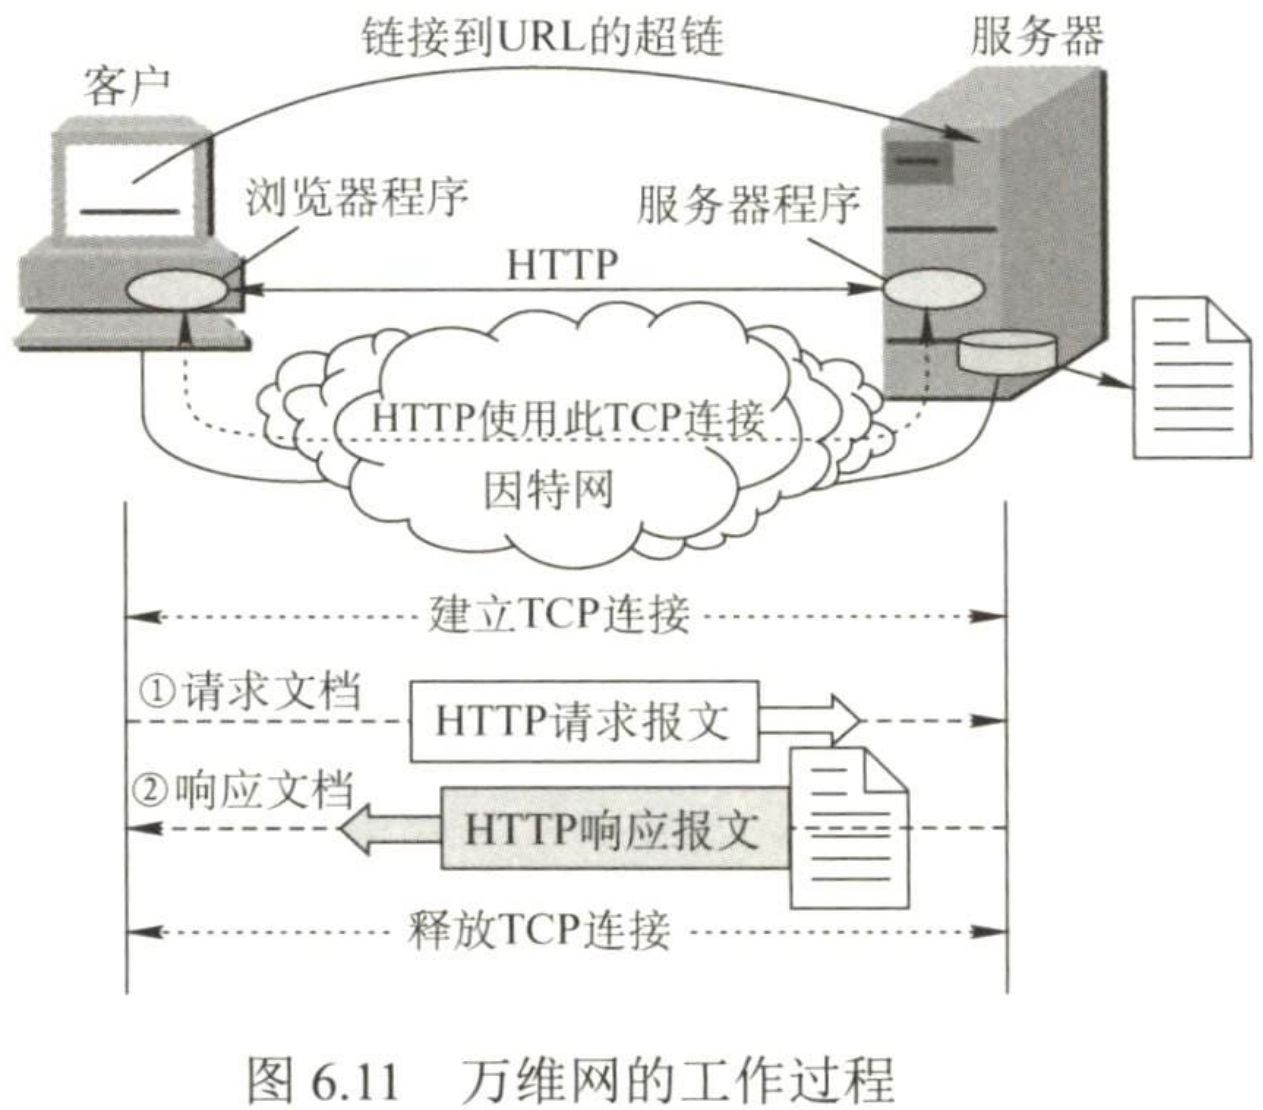 链接到URL的超链
服务器
客户
浏览器程序
服务器程序
HTTP
HTTP使用此TCP连接
因特网
建立TCP连接
①请求文档
HTTP请求报文
②响应文档
HTTP响应报文
释放TCP连接
图 6.11 万维网的工作过程